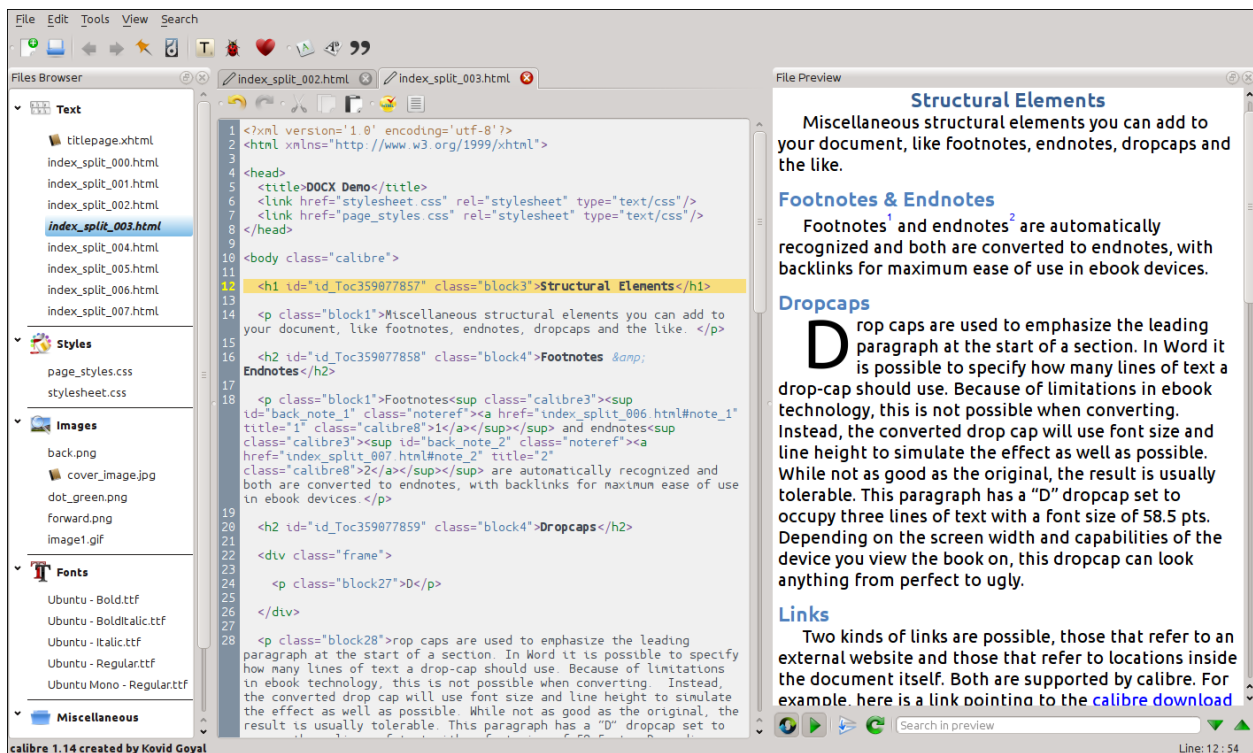 File Edit Tools View Search
Files Browser
Text
titlepage.xhtml
index_split_000.html
index_split_001.html
index_split_002.html
index_split_003.html
index_split_004.html
index_split_005.html
index_split_006.html
index_split_007.html
Styles
page_styles.css
stylesheet.css
Images
back.png
cover_image.jpg
dot_green.png
forward.png
image1.gif
Fonts
Ubuntu - Bold.ttf
Ubuntu - BoldItalic.ttf
Ubuntu - Italic.ttf
Ubuntu - Regular.ttf
Ubuntu Mono - Regular.ttf
Miscellaneous
index_split_002.html index_split_003.html
1 <?xml version='1.0' encoding='utf-8'?>
2 <html xmlns="http://www.w3.org/1999/xhtml">
3
4 <head>
5 <title>DOCX Demo</title>
6 <link href="stylesheet.css" rel="stylesheet" type="text/css"/>
7 <link href="page_styles.css" rel="stylesheet" type="text/css"/>
8 </head>
9
10 <body class="calibre">
11
12 <h1 id="id_Toc359077857" class="block3">Structural Elements</h1>
13
14 <p class="block1">Miscellaneous structural elements you can add to
your document, like footnotes, endnotes, dropcaps and the like. </p>
15
16 <h2 id="id_Toc359077858" class="block4">Footnotes &amp;
Endnotes</h2>
17
18 <p class="block1">Footnotes<sup class="calibre3"><sup
id="back_note_1" class="noteref"><a href="index_split_006.html#note_1"
title="1" class="calibre8">1</a></sup></sup> and endnotes<sup
class="calibre3"><sup id="back_note_2" class="noteref"><a
href="index_split_007.html#note_2" title="2"
class="calibre8">2</a></sup></sup> are automatically recognized and
both are converted to endnotes, with backlinks for maximum ease of use
in ebook devices.</p>
19
20 <h2 id="id_Toc359077859" class="block4">Dropcaps</h2>
21
22 <div class="frame">
23
24 <p class="block27">D</p>
25
26 </div>
27
28 <p class="block28">rop caps are used to emphasize the leading
paragraph at the start of a section. In Word it is possible to specify
how many lines of text a drop-cap should use. Because of limitations
in ebook technology, this is not possible when converting. Instead,
the converted drop cap will use font size and line height to simulate
the effect as well as possible. While not as good as the original, the
result is usually tolerable. This paragraph has a "D" dropcap set to
File Preview
Structural Elements
Miscellaneous structural elements you can add to
your document, like footnotes, endnotes, dropcaps and
the like.
Footnotes & Endnotes
Footnotes1 and endnotes2 are automatically
recognized and both are converted to endnotes, with
backlinks for maximum ease of use in ebook devices.
Dropcaps
Drop caps are used to emphasize the leading
paragraph at the start of a section. In Word it
is possible to specify how many lines of text a
drop-cap should use. Because of limitations in ebook
technology, this is not possible when converting.
Instead, the converted drop cap will use font size and
line height to simulate the effect as well as possible.
While not as good as the original, the result is usually
tolerable. This paragraph has a “D” dropcap set to
occupy three lines of text with a font size of 58.5 pts.
Depending on the screen width and capabilities of the
device you view the book on, this dropcap can look
anything from perfect to ugly.
Links
Two kinds of links are possible, those that refer to an
external website and those that refer to locations inside
the document itself. Both are supported by calibre. For
example, here is a link pointing to the calibre download
Search in preview
calibre 1.14 created by Kovid Goyal
Line: 12 : 54